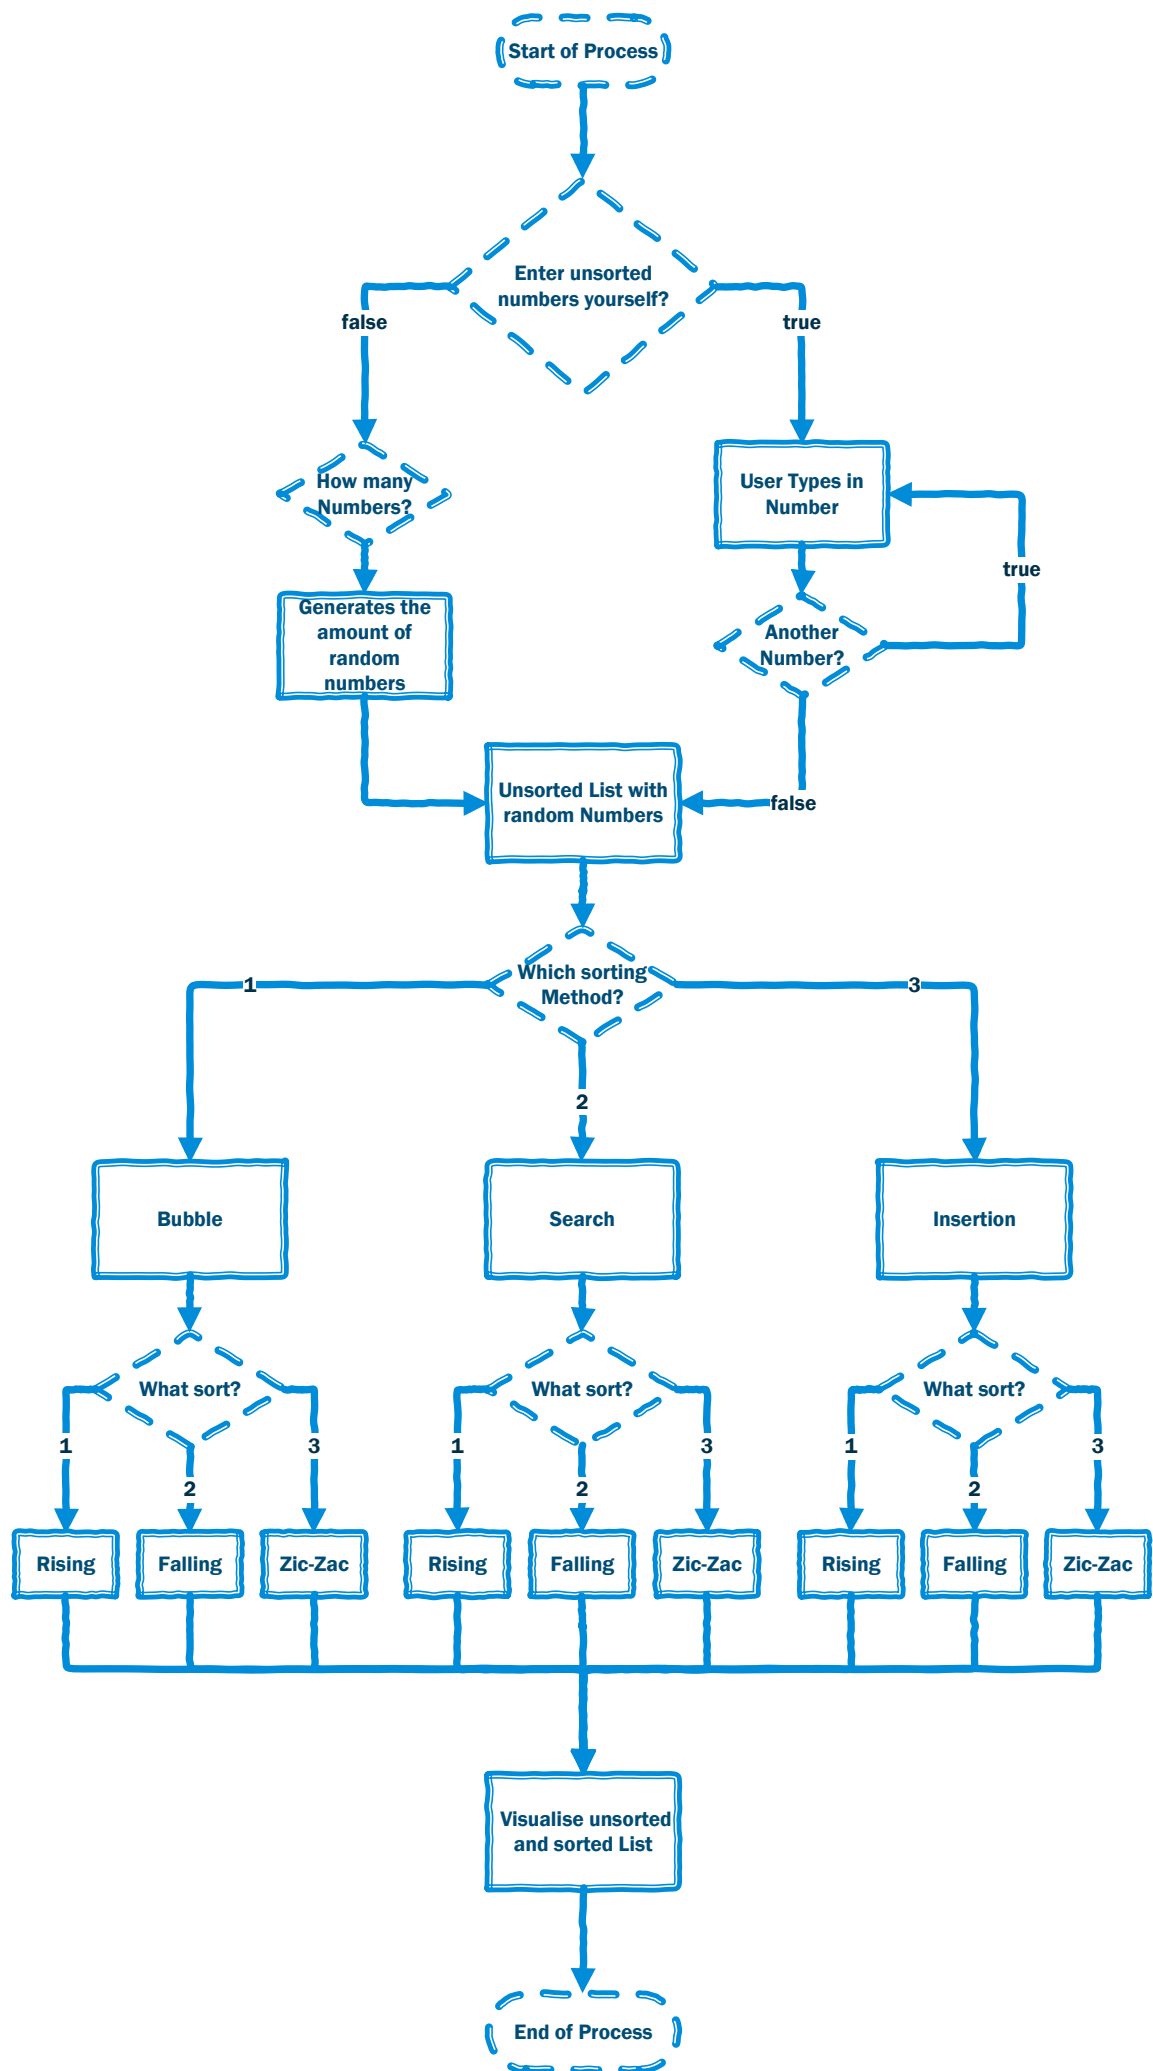 Start of Process
Enter unsorted
numbers yourself?
false
true
How many
Numbers?
User Types in
Number
true
Generates the
amount of
random
numbers
Another
Number?
Unsorted List with
random Numbers
false
Which sorting
Method?
1
3
2
Bubble
Search
Insertion
What sort?
What sort?
What sort?
1
3
1
3
1
3
2
2
2
Rising
Falling
Zic-Zac
Rising
Falling
Zic-Zac
Rising
Falling
Zic-Zac
Visualise unsorted
and sorted List
End of Process